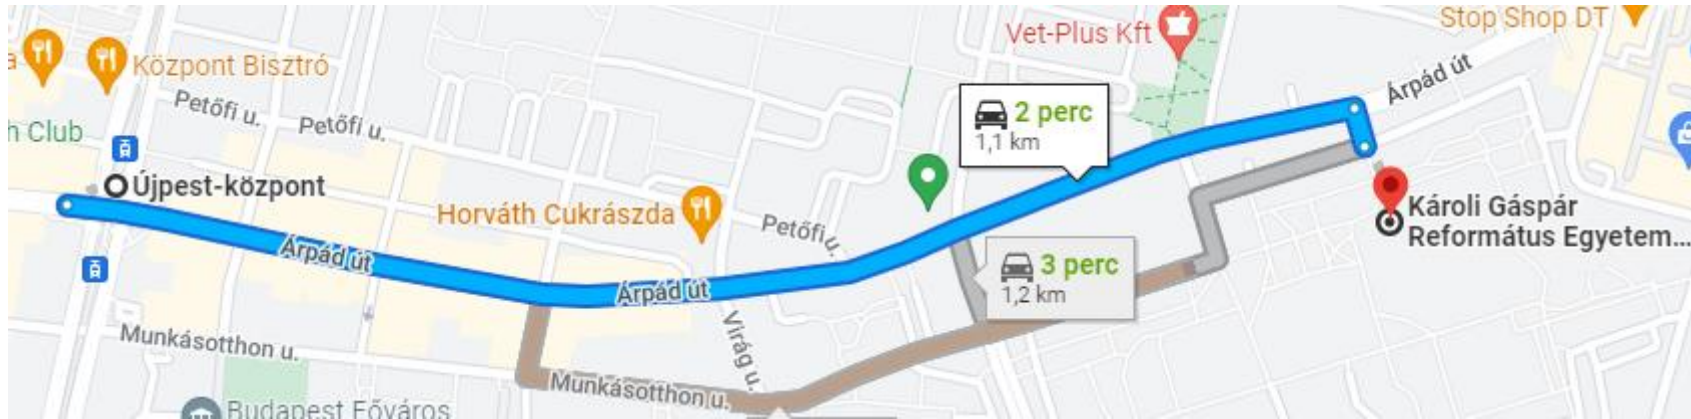 Stop Shop DT
Vet-Plus Kft
Központ Bisztró
Árpád út
Petőfi u.
Petőfi u.
2 perc
1,1 km
n Club
Újpest-központ
Horváth Cukrászda
Petőfi u.
Károli Gáspár
Református Egyetem...
Árpád út
3 perc
1,2 km
Árpád út
Virág u.
Munkásotthon u.
Munkásotthon u.
Budapest Főváros